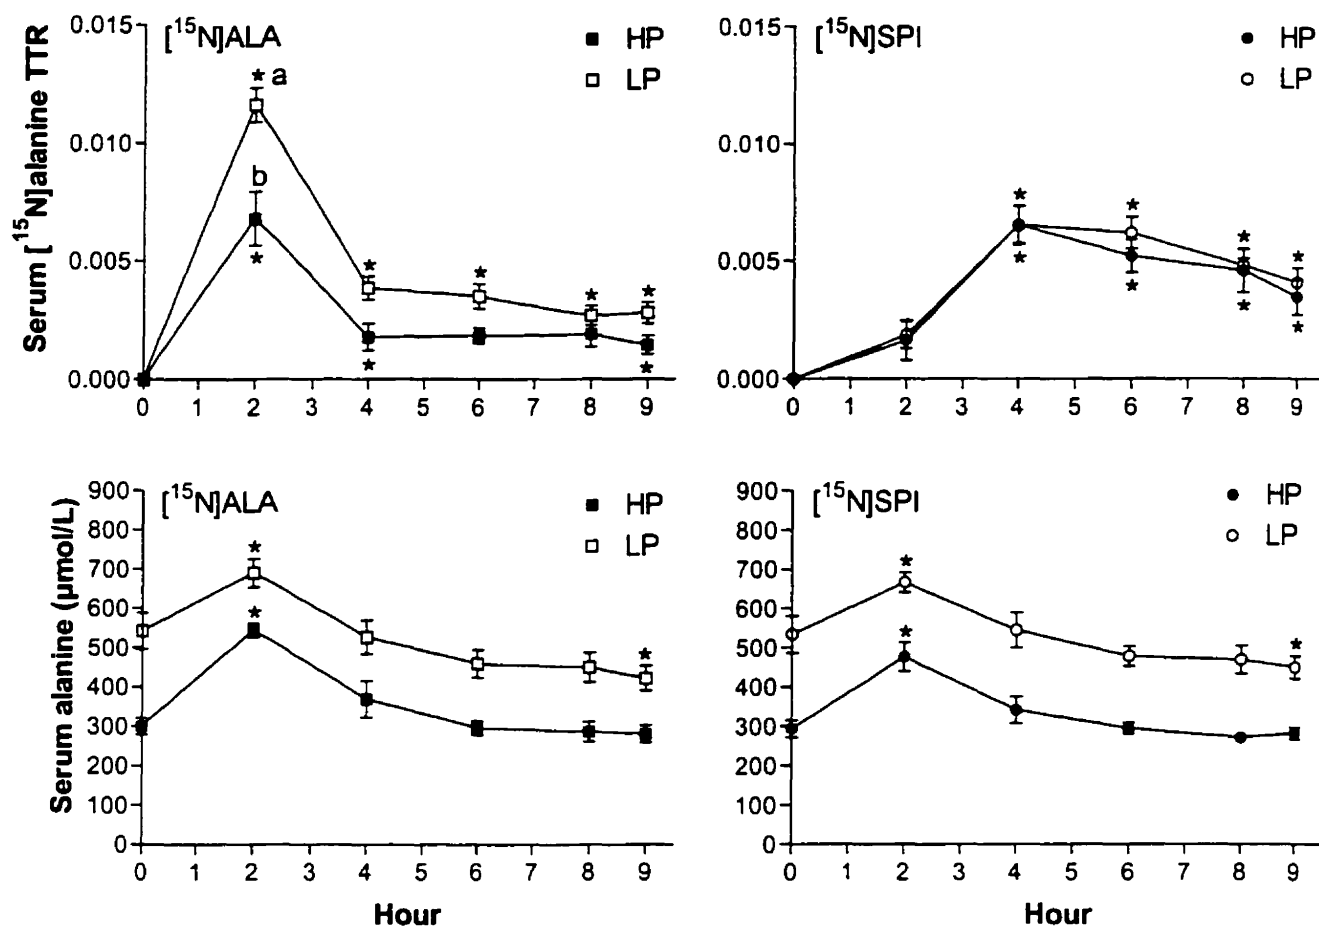 [¹⁵N]ALA
HP
LP
* a
b
*
* * * *
* *
Serum [¹⁵N]alanine TTR
0.015
0.010
0.005
0.000
0 1 2 3 4 5 6 7 8 9
[¹⁵N]SPI
HP
LP
* * * *
* * * *
0.015
0.010
0.005
0.000
0 1 2 3 4 5 6 7 8 9
[¹⁵N]ALA
HP
LP
*
*
*
Serum alanine (µmol/L)
900
800
700
600
500
400
300
200
100
0
0 1 2 3 4 5 6 7 8 9
Hour
[¹⁵N]SPI
HP
LP
*
*
*
900
800
700
600
500
400
300
200
100
0
0 1 2 3 4 5 6 7 8 9
Hour